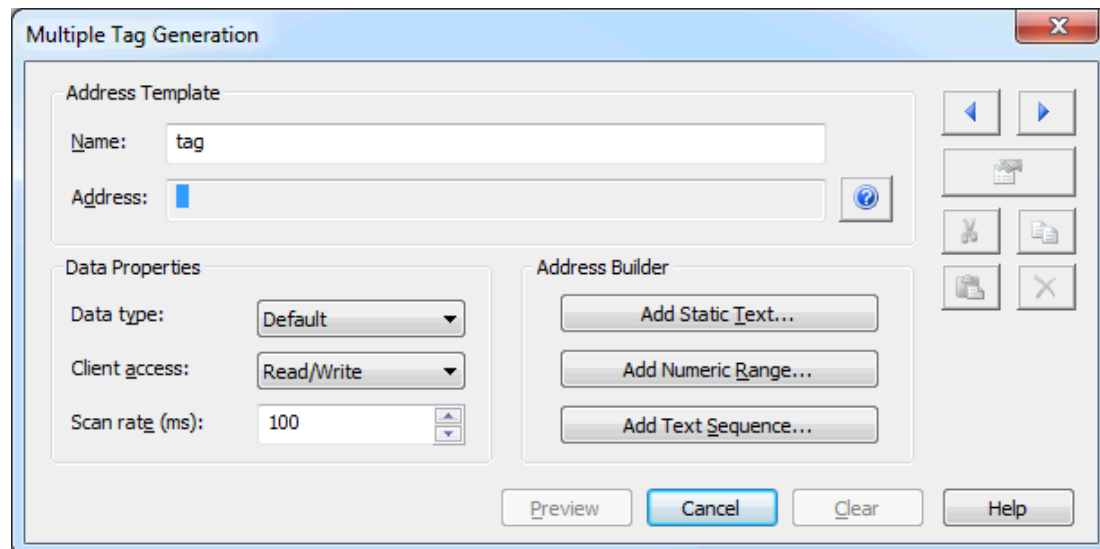 Multiple Tag Generation
Address Template
Name: tag
Address:
Data Properties
Data type: Default
Client access: Read/Write
Scan rate (ms): 100
Address Builder
Add Static Text...
Add Numeric Range...
Add Text Sequence...
Preview Cancel Clear Help